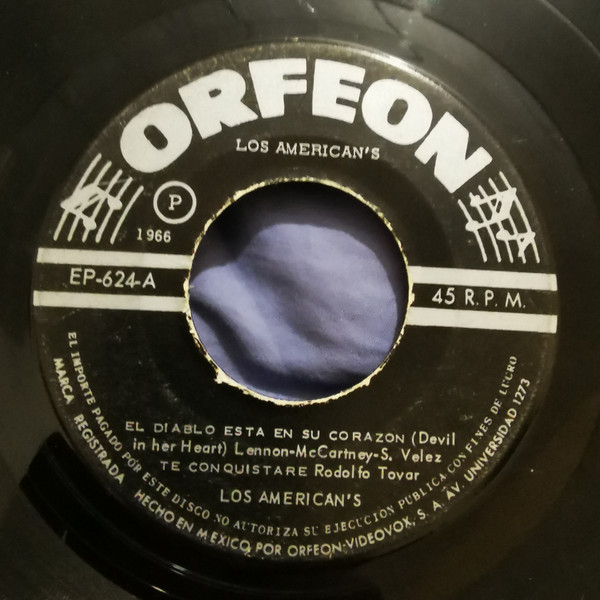 ORFEON
LOS AMERICAN'S
P
1966
EP-624-A
45 R. P. M.
EL DIABLO ESTA EN SU CORAZON (Devil
in her Heart) Lennon-McCartney-S. Velez
TE CONQUISTARE Rodolfo Tovar
LOS AMERICAN'S
EL IMPORTE PAGADO POR ESTE DISCO NO AUTORIZA SU EJECUCION PUBLICA CON FINES DE LUCRO
MARCA REGISTRADA HECHO EN MEXICO POR ORFEON-VIDEOVOX, S. A. AV. UNIVERSIDAD 1273